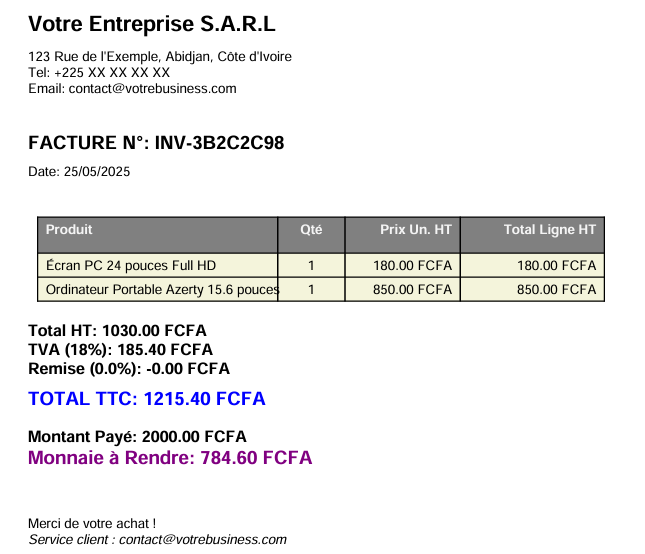 Votre Entreprise S.A.R.L
123 Rue de l'Exemple, Abidjan, Côte d'Ivoire
Tel: +225 XX XX XX XX
Email: contact@votrebusiness.com
FACTURE N°: INV-3B2C2C98
Date: 25/05/2025
Produit Qté Prix Un. HT Total Ligne HT
Écran PC 24 pouces Full HD 1 180.00 FCFA 180.00 FCFA
Ordinateur Portable Azerty 15.6 pouces 1 850.00 FCFA 850.00 FCFA
Total HT: 1030.00 FCFA
TVA (18%): 185.40 FCFA
Remise (0.0%): -0.00 FCFA
TOTAL TTC: 1215.40 FCFA
Montant Payé: 2000.00 FCFA
Monnaie à Rendre: 784.60 FCFA
Merci de votre achat !
Service client : contact@votrebusiness.com